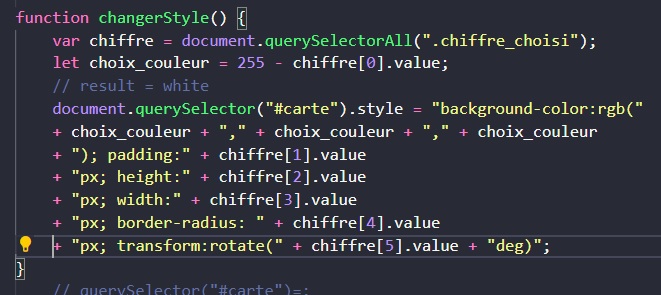 function changerStyle() {
var chiffre = document.querySelectorAll(".chiffre_choisi");
let choix_couleur = 255 - chiffre[0].value;
// result = white
document.querySelector("#carte").style = "background-color:rgb("
+ choix_couleur + "," + choix_couleur + "," + choix_couleur
+ "); padding:" + chiffre[1].value
+ "px; height:" + chiffre[2].value
+ "px; width:" + chiffre[3].value
+ "px; border-radius: " + chiffre[4].value
+ "px; transform:rotate(" + chiffre[5].value + "deg)";
}
// querySelector("#carte")=;